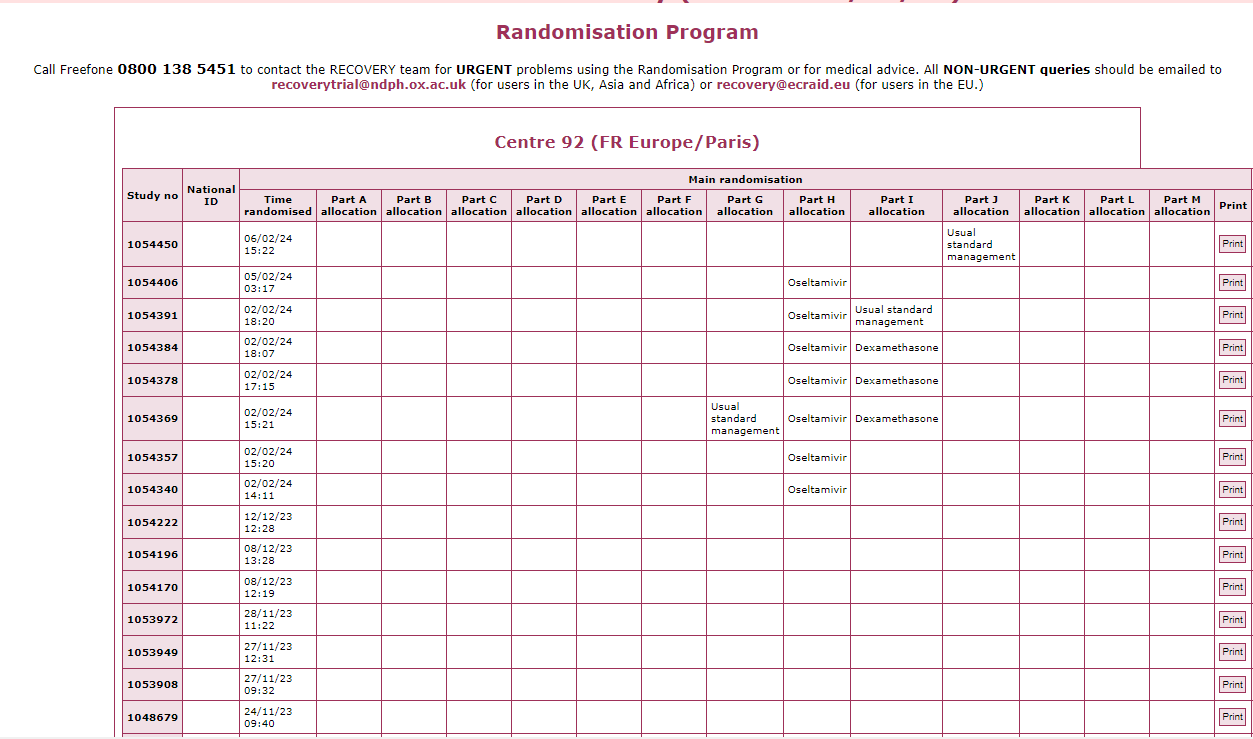 Randomisation Program
Call Freefone 0800 138 5451 to contact the RECOVERY team for URGENT problems using the Randomisation Program or for medical advice. All NON-URGENT queries should be emailed to
recoverytrial@ndph.ox.ac.uk (for users in the UK, Asia and Africa) or recovery@ecraid.eu (for users in the EU.)
Centre 92 (FR Europe/Paris)
Study no
National
ID
Main randomisation
Time
randomised
Part A
allocation
Part B
allocation
Part C
allocation
Part D
allocation
Part E
allocation
Part F
allocation
Part G
allocation
Part H
allocation
Part I
allocation
Part J
allocation
Part K
allocation
Part L
allocation
Part M
allocation
Print
1054450
06/02/24
15:22
Usual
standard
management
Print
1054406
05/02/24
03:17
Oseltamivir
Print
1054391
02/02/24
18:20
Oseltamivir
Usual standard
management
Print
1054384
02/02/24
18:07
Oseltamivir
Dexamethasone
Print
1054378
02/02/24
17:15
Oseltamivir
Dexamethasone
Print
1054369
02/02/24
15:21
Usual
standard
management
Oseltamivir
Dexamethasone
Print
1054357
02/02/24
15:20
Oseltamivir
Print
1054340
02/02/24
14:11
Oseltamivir
Print
1054222
12/12/23
12:28
Print
1054196
08/12/23
13:28
Print
1054170
08/12/23
12:19
Print
1053972
28/11/23
11:22
Print
1053949
27/11/23
12:31
Print
1053908
27/11/23
09:32
Print
1048679
24/11/23
09:40
Print